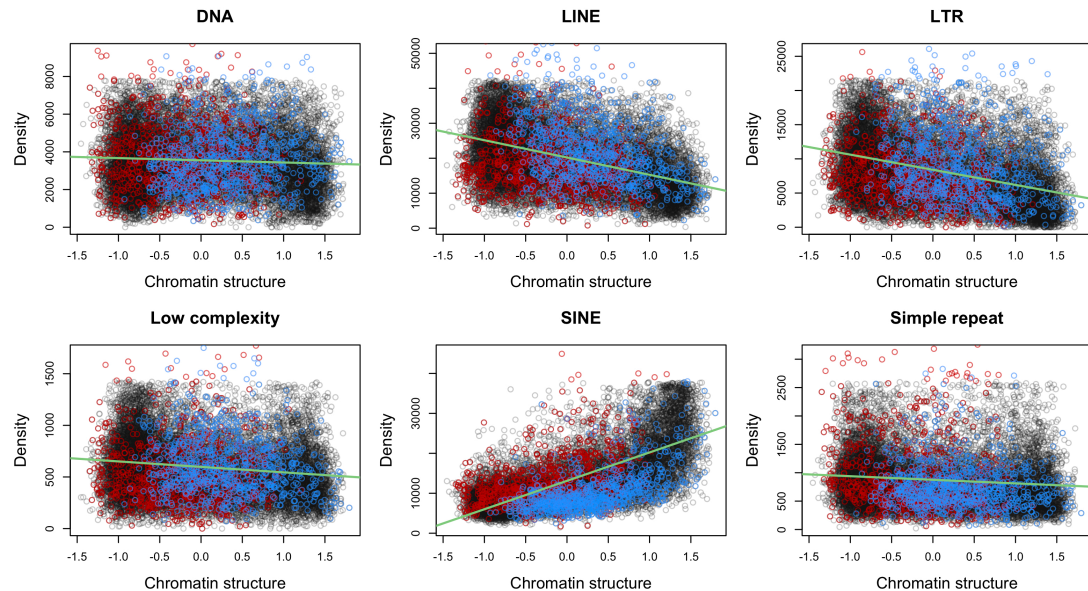 DNA
Density
0 2000 4000 6000 8000
-1.5 -1.0 -0.5 0.0 0.5 1.0 1.5
Chromatin structure
LINE
Density
0 10000 30000 50000
-1.5 -1.0 -0.5 0.0 0.5 1.0 1.5
Chromatin structure
LTR
Density
0 5000 15000 25000
-1.5 -1.0 -0.5 0.0 0.5 1.0 1.5
Chromatin structure
Low complexity
Density
0 500 1000 1500
-1.5 -1.0 -0.5 0.0 0.5 1.0 1.5
Chromatin structure
SINE
Density
0 10000 30000
-1.5 -1.0 -0.5 0.0 0.5 1.0 1.5
Chromatin structure
Simple repeat
Density
0 500 1500 2500
-1.5 -1.0 -0.5 0.0 0.5 1.0 1.5
Chromatin structure